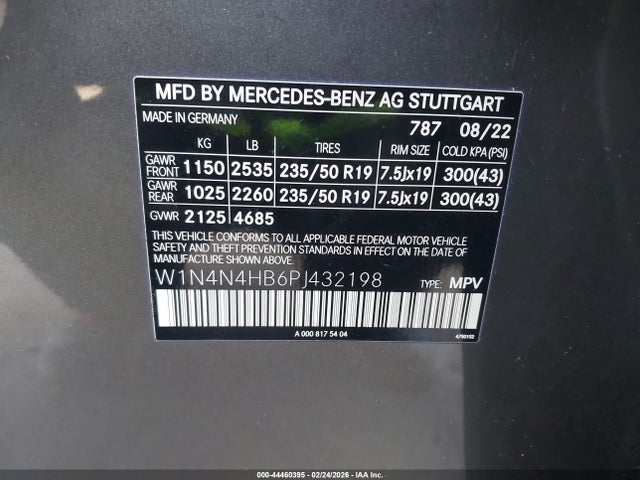 MFD BY MERCEDES-BENZ AG STUTTGART
MADE IN GERMANY 787 08/22
KG LB TIRES RIM SIZE COLD KPA (PSI)
GAWR FRONT 1150 2535 235/50 R19 7.5Jx19 300(43)
GAWR REAR 1025 2260 235/50 R19 7.5Jx19 300(43)
GVWR 2125 4685
THIS VEHICLE CONFORMS TO ALL APPLICABLE FEDERAL MOTOR VEHICLE
SAFETY AND THEFT PREVENTION STANDARDS IN EFFECT ON THE DATE OF
MANUFACTURE SHOWN ABOVE.
W1N4N4HB6PJ432198 TYPE: MPV
A 000 817 54 04 4750152
000-44460395 - 02/24/2026 - IAA Inc.